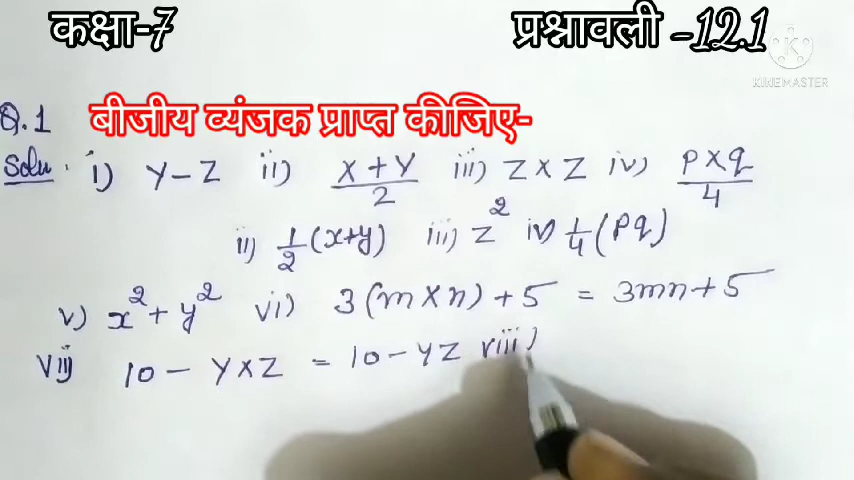 कक्षा-7 प्रश्नावली -12.1
KINEMASTER
Q.1 बीजीय व्यंजक प्राप्त कीजिए-
Solu. i) Y-Z ii) X+Y/2 iii) Z×Z iv) P×q/4
ii) 1/2(x+y) iii) z² iv) 1/4(Pq)
v) x²+y² vi) 3(m×n)+5 = 3mn+5
vii) 10-Y×Z = 10-YZ viii)